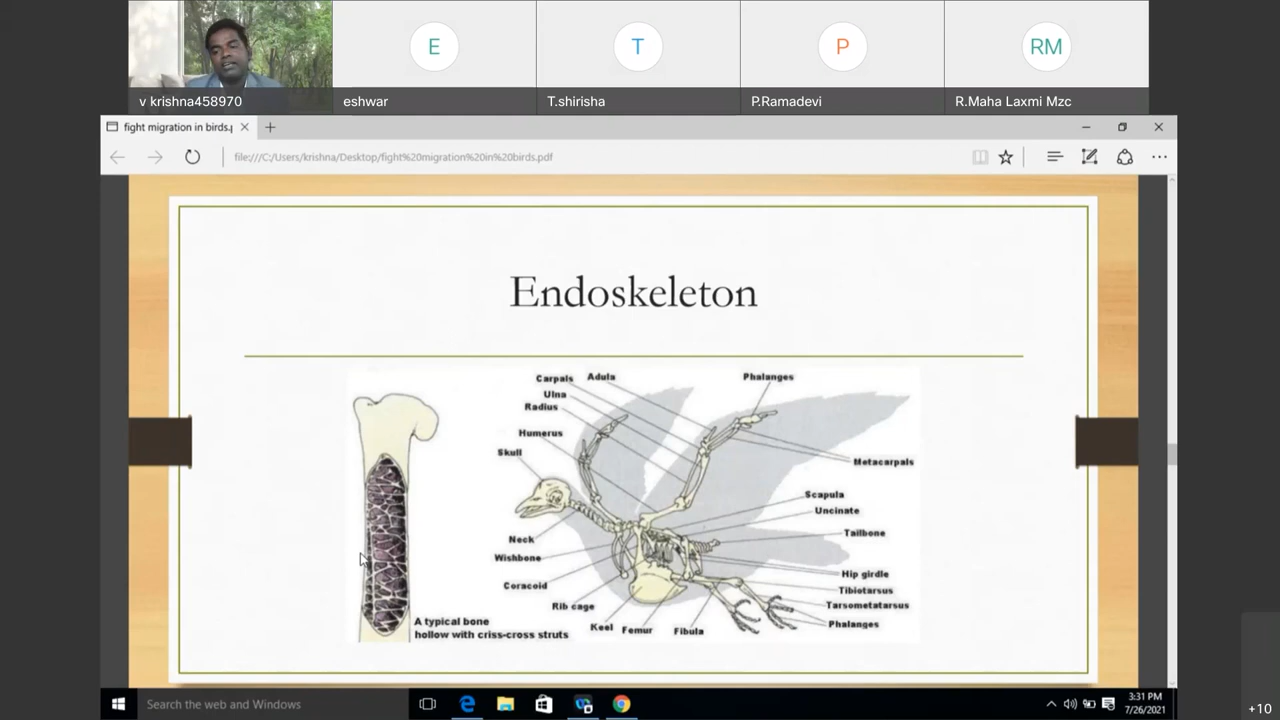 E
T
P
RM
v krishna458970
eshwar
T.shirisha
P.Ramadevi
R.Maha Laxmi Mzc
fight migration in birds.p
file:///C:/Users/krishna/Desktop/fight%20migration%20in%20birds.pdf
Endoskeleton
Carpals
Adula
Phalanges
Ulna
Radius
Humerus
Skull
Metacarpals
Scapula
Uncinate
Tailbone
Neck
Wishbone
Hip girdle
Coracoid
Tibiotarsus
Rib cage
Tarsometatarsus
Keel
Femur
Fibula
Phalanges
A typical bone
hollow with criss-cross struts
Search the web and Windows
3:31 PM
7/26/2021
+10